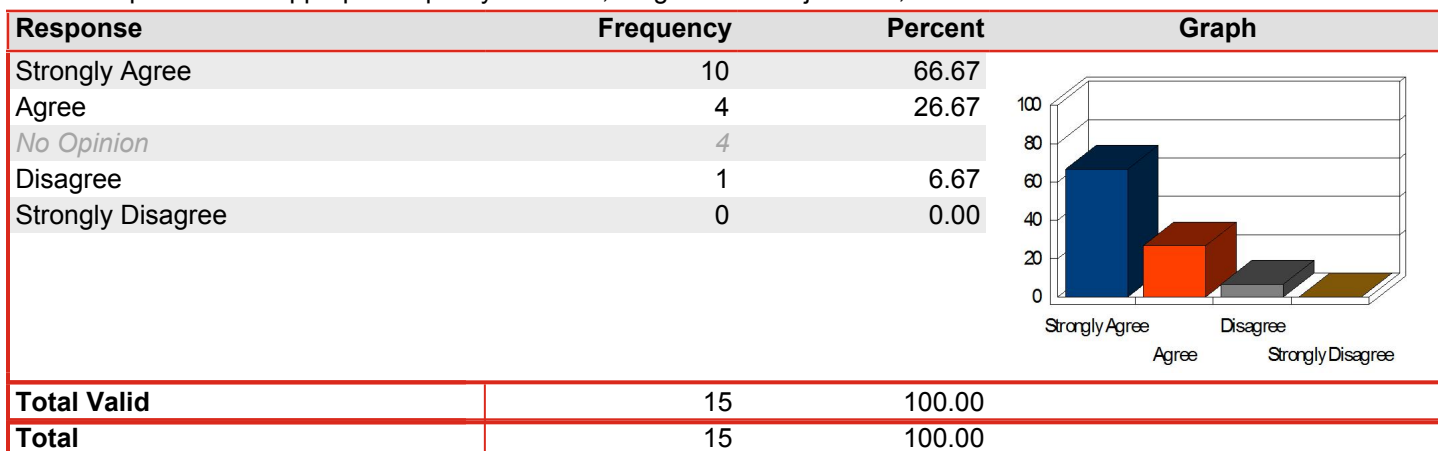 Response Frequency Percent Graph
Strongly Agree 10 66.67
Agree 4 26.67
No Opinion 4
Disagree 1 6.67
Strongly Disagree 0 0.00
100
80
60
40
20
0
Strongly Agree Disagree
Agree Strongly Disagree
Total Valid 15 100.00
Total 15 100.00